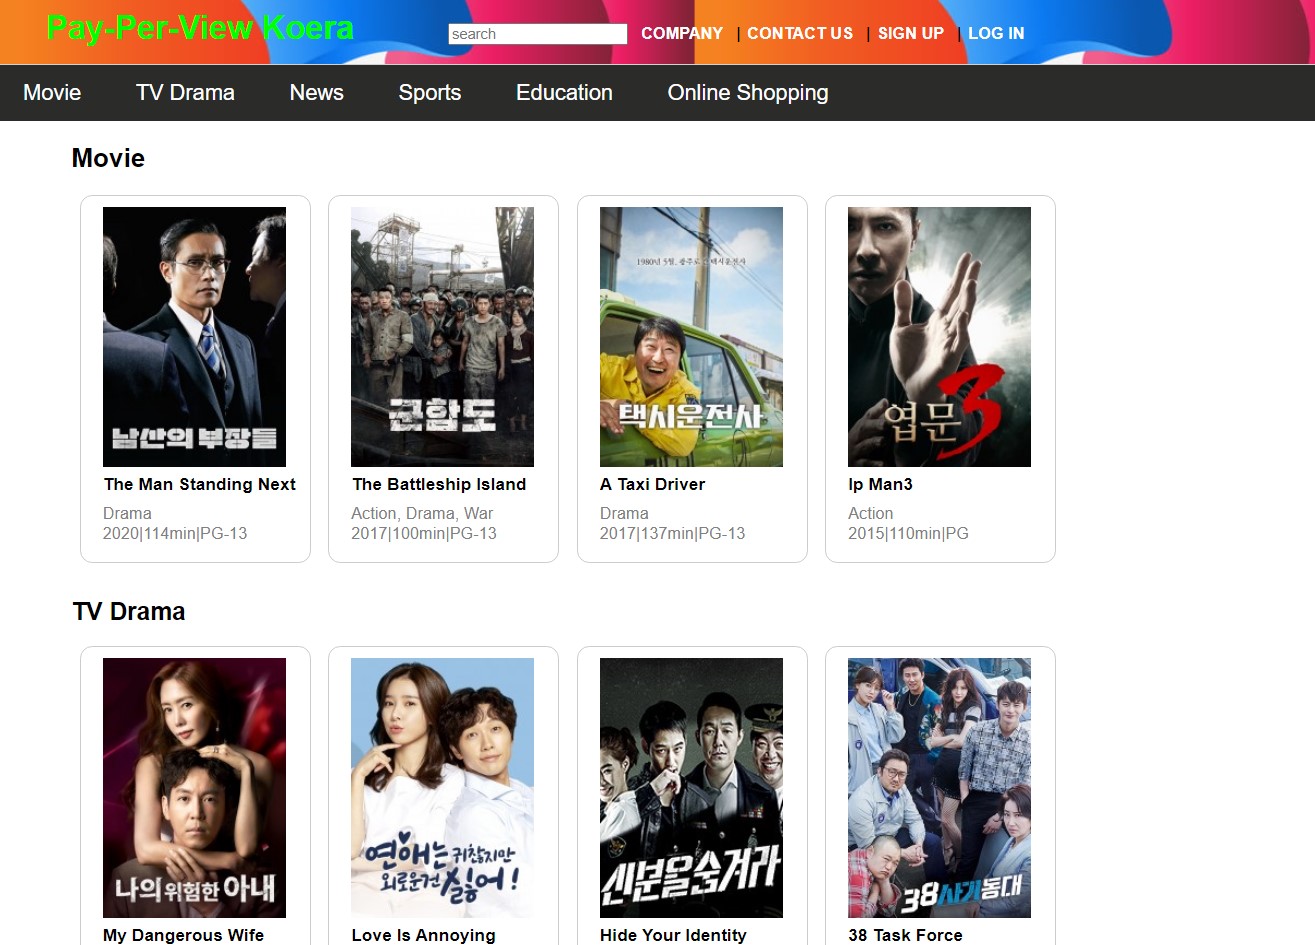 Pay-Per-View Koera
search
COMPANY | CONTACT US | SIGN UP | LOG IN
Movie TV Drama News Sports Education Online Shopping
Movie
남산의 부장들
군함도
1980년 5월, 광주로 간 택시운전사
택시운전사
엽문3
The Man Standing Next
The Battleship Island
A Taxi Driver
Ip Man3
Drama
2020|114min|PG-13
Action, Drama, War
2017|100min|PG-13
Drama
2017|137min|PG-13
Action
2015|110min|PG
TV Drama
나의 위험한 아내
연애는 귀찮지만
외로운건 싫어!
신분을 숨겨라
38사기동대
My Dangerous Wife
Love Is Annoying
Hide Your Identity
38 Task Force